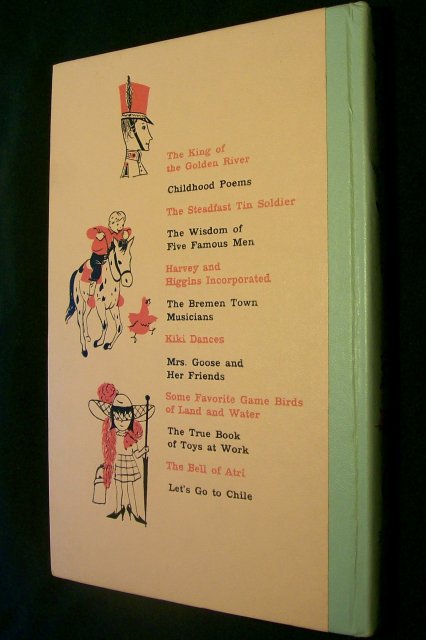 The King of
the Golden River
Childhood Poems
The Steadfast Tin Soldier
The Wisdom of
Five Famous Men
Harvey and
Higgins Incorporated
The Bremen Town
Musicians
Kiki Dances
Mrs. Goose and
Her Friends
Some Favorite Game Birds
of Land and Water
The True Book
of Toys at Work
The Bell of Atri
Let's Go to Chile